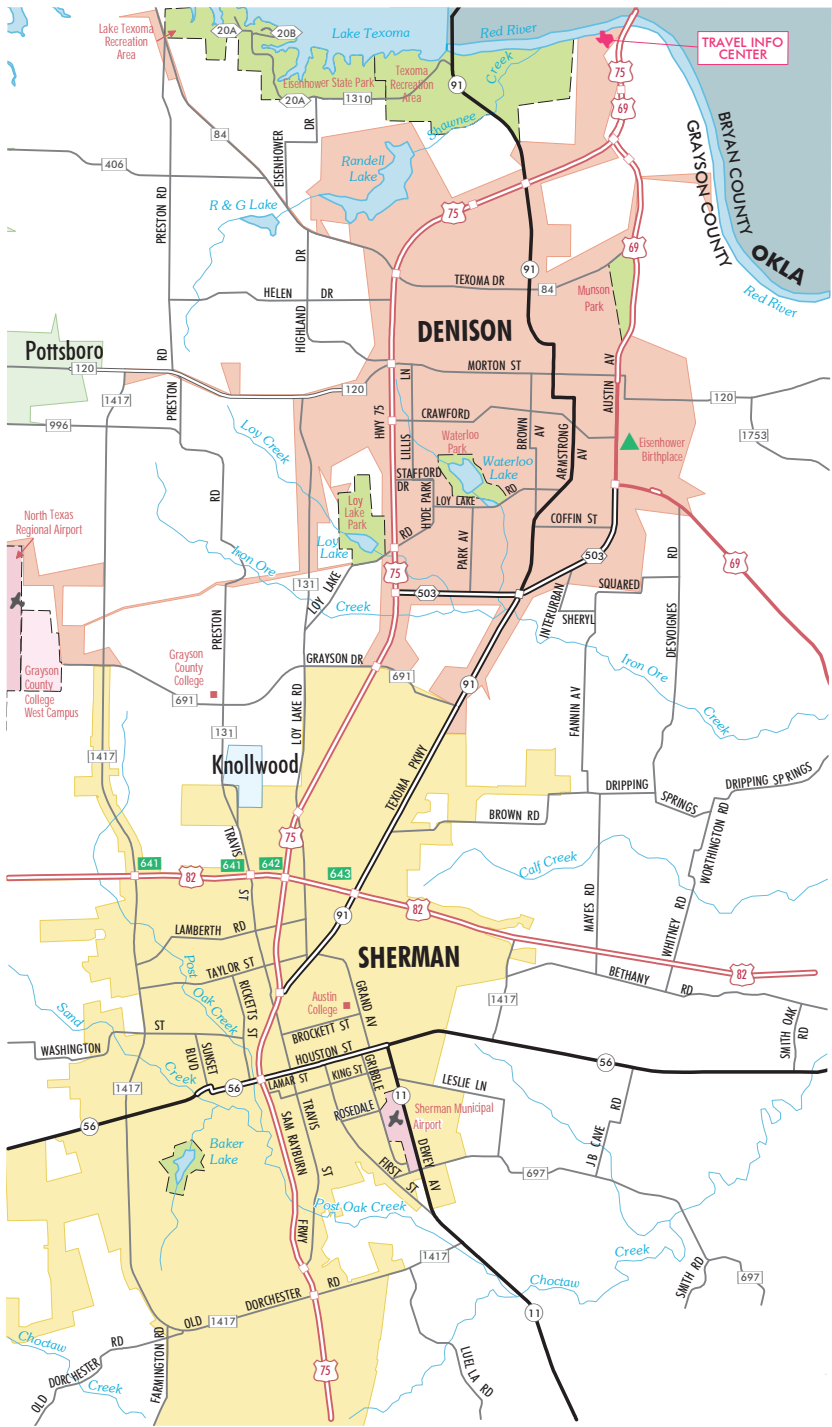 Lake Texoma
Recreation
Area
20A
20B
Lake Texoma
Red River
TRAVEL INFO
CENTER
75
69
Eisenhower State Park
Texoma
Recreation
Area
20A
1310
91
Creek
Shawnee
84
EISENHOWER
DR
406
Randell
Lake
BRYAN COUNTY
GRAYSON COUNTY
OKLA
Red River
PRESTON RD
R & G Lake
75
69
91
TEXOMA DR
84
Munson
Park
HELEN DR
HIGHLAND
DR
DENISON
Pottsboro
120
RD
MORTON ST
120
LN
AUSTIN
AV
120
1417
PRESTON
996
HWY 75
LILLIS
CRAWFORD
BROWN
AV
ARMSTRONG
AV
Eisenhower
Birthplace
1753
Loy Creek
Waterloo
Park
Waterloo
Lake
STAFFORD
DR
HYDE PARK
LOY LAKE
RD
RD
Loy
Lake
Park
Loy
Lake
COFFIN ST
North Texas
Regional Airport
RD
PARK AV
503
RD
69
Iron Ore
75
131
LOY LAKE
503
SQUARED
INTERURBAN
SHERYL
Creek
DESVOIGNES
PRESTON
Grayson
County
College
GRAYSON DR
691
Iron Ore
Grayson
County
College
West Campus
691
91
Creek
FANNIN AV
131
LOY LAKE RD
1417
Knollwood
TEXOMA PKWY
DRIPPING
SPRINGS
DRIPPING SPRINGS
BROWN RD
WORTHINGTON RD
TRAVIS
ST
75
641
641
642
643
82
82
Calf Creek
MAYES RD
91
WHITNEY RD
LAMBERTH RD
SHERMAN
82
TAYLOR ST
Post
Oak Creek
RICKETTS ST
BETHANY
RD
Sand
Austin
College
GRAND AV
1417
SMITH OAK
RD
ST
WASHINGTON
BROCKETT ST
SUNSET
BLVD
HOUSTON ST
56
Creek
56
LAMAR ST
KING ST
GRIBBLE
LESLIE LN
1417
11
ROSEDALE
Sherman Municipal
Airport
56
SAM RAYBURN
FRWY
TRAVIS
ST
J B CAVE
RD
Baker
Lake
FIRST
ST
DEWEY
AV
697
Post Oak Creek
1417
Creek
Choctaw
SMITH RD
697
OLD DORCHESTER RD
1417
11
Choctaw
Creek
OLD DORCHESTER RD
FARMINGTON RD
75
LUELLA RD